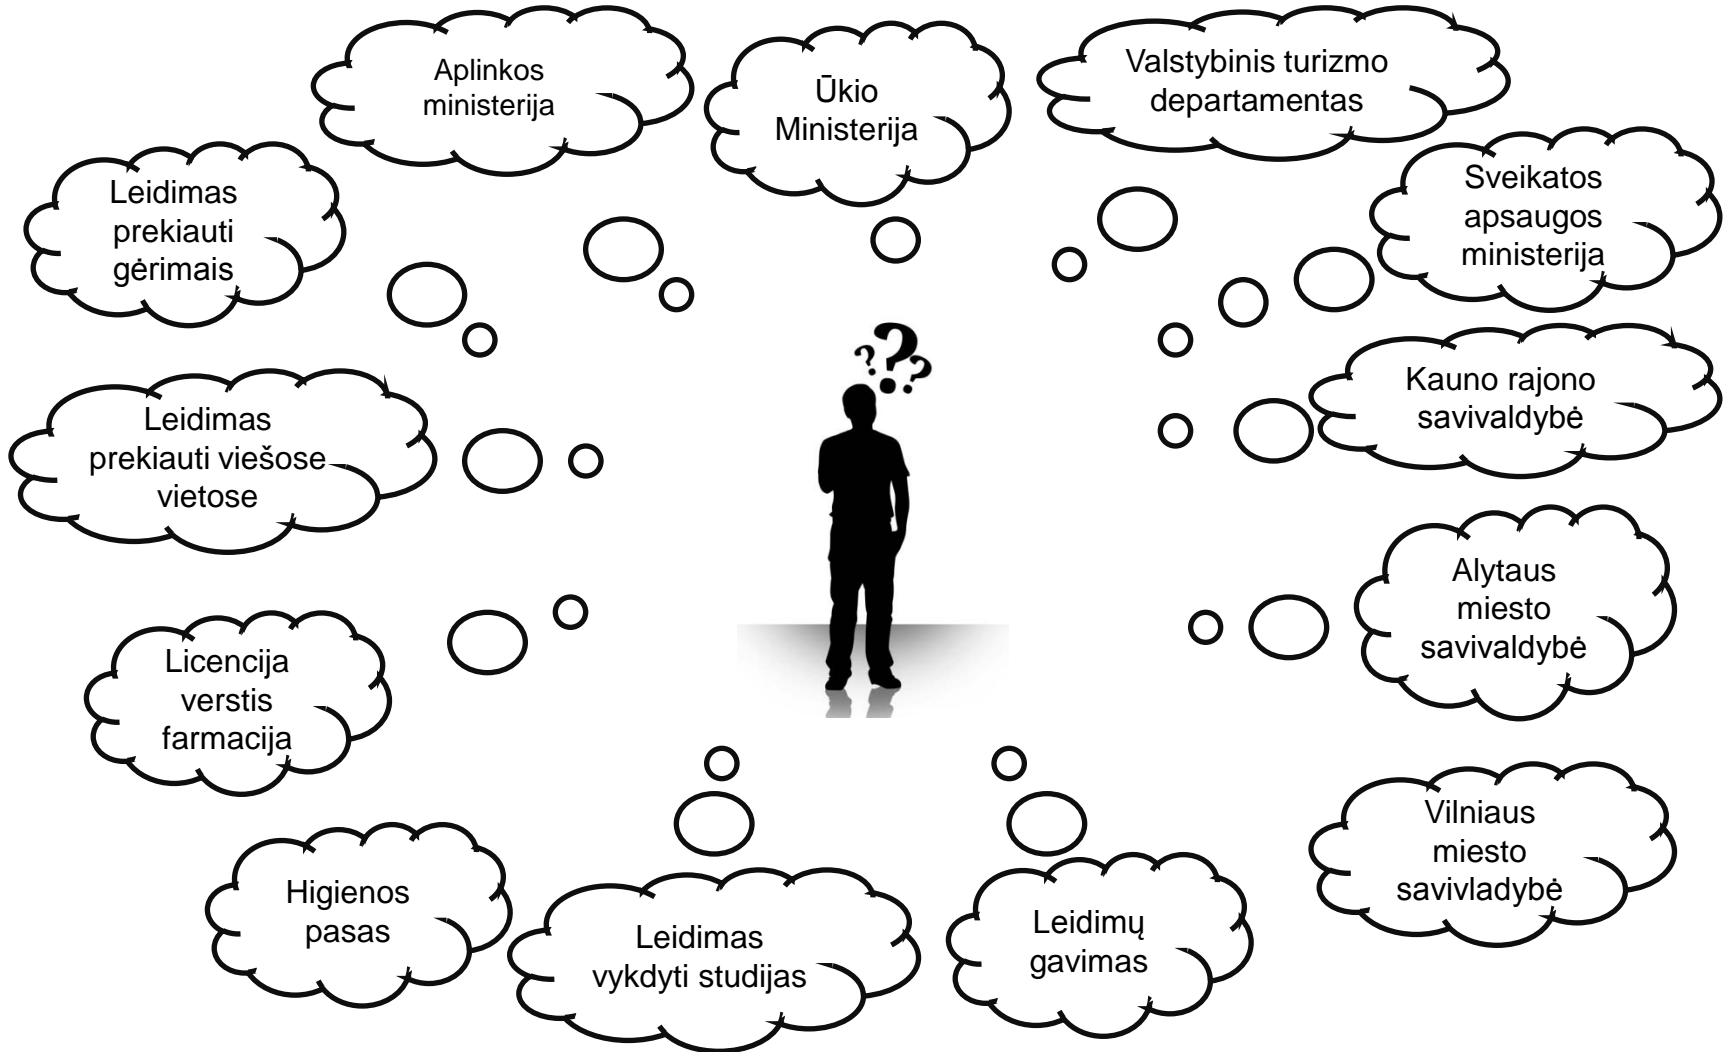 Aplinkos
ministerija
Ūkio
Ministerija
Valstybinis turizmo
departamentas
Leidimas
prekiauti
gėrimais
Sveikatos
apsaugos
ministerija
? ? ?
Kauno rajono
savivaldybė
Leidimas
prekiauti viešose
vietose
Alytaus
miesto
savivaldybė
Licencija
verstis
farmacija
Vilniaus
miesto
savivladybė
Higienos
pasas
Leidimas
vykdyti studijas
Leidimų
gavimas